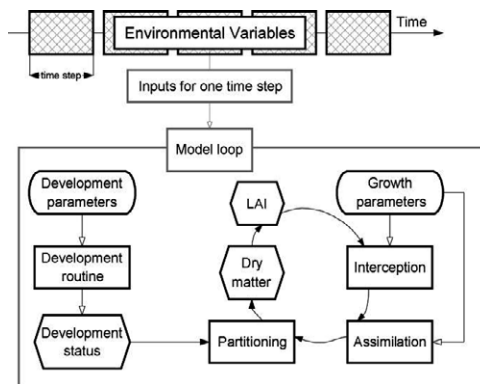 Time
Environmental Variables
time step
Inputs for one time step
Model loop
Development
parameters
LAI
Growth
parameters
Development
routine
Dry
matter
Interception
Development
status
Partitioning
Assimilation